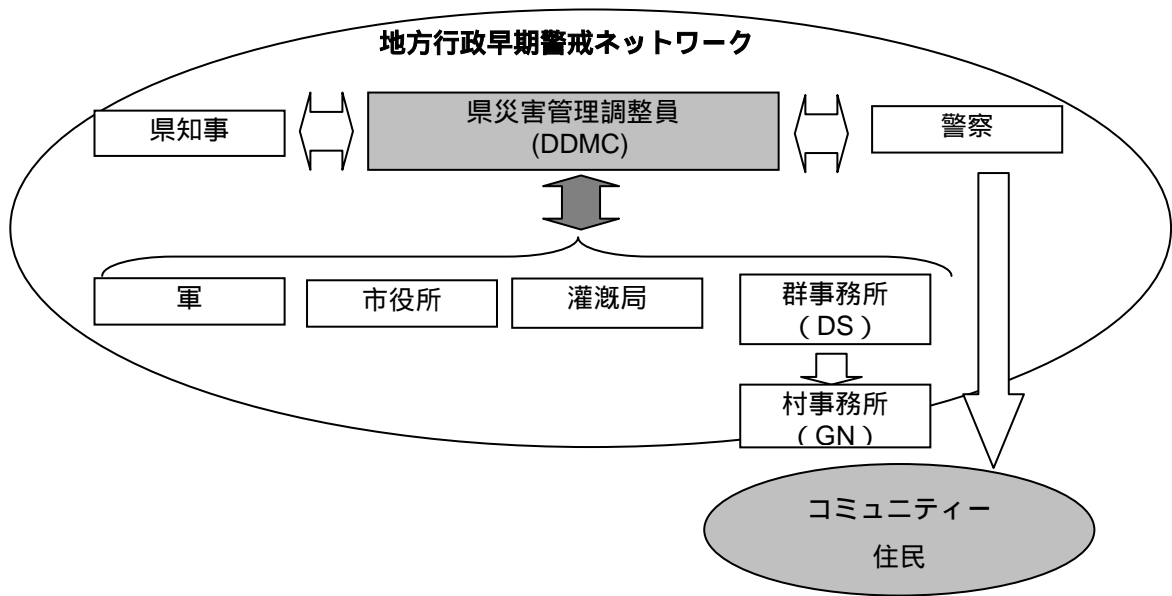 地方行政早期警戒ネットワーク
県知事
県災害管理調整員
(DDMC)
警察
軍
市役所
灌漑局
群事務所
（DS）
村事務所
（GN）
コミュニティー
住民